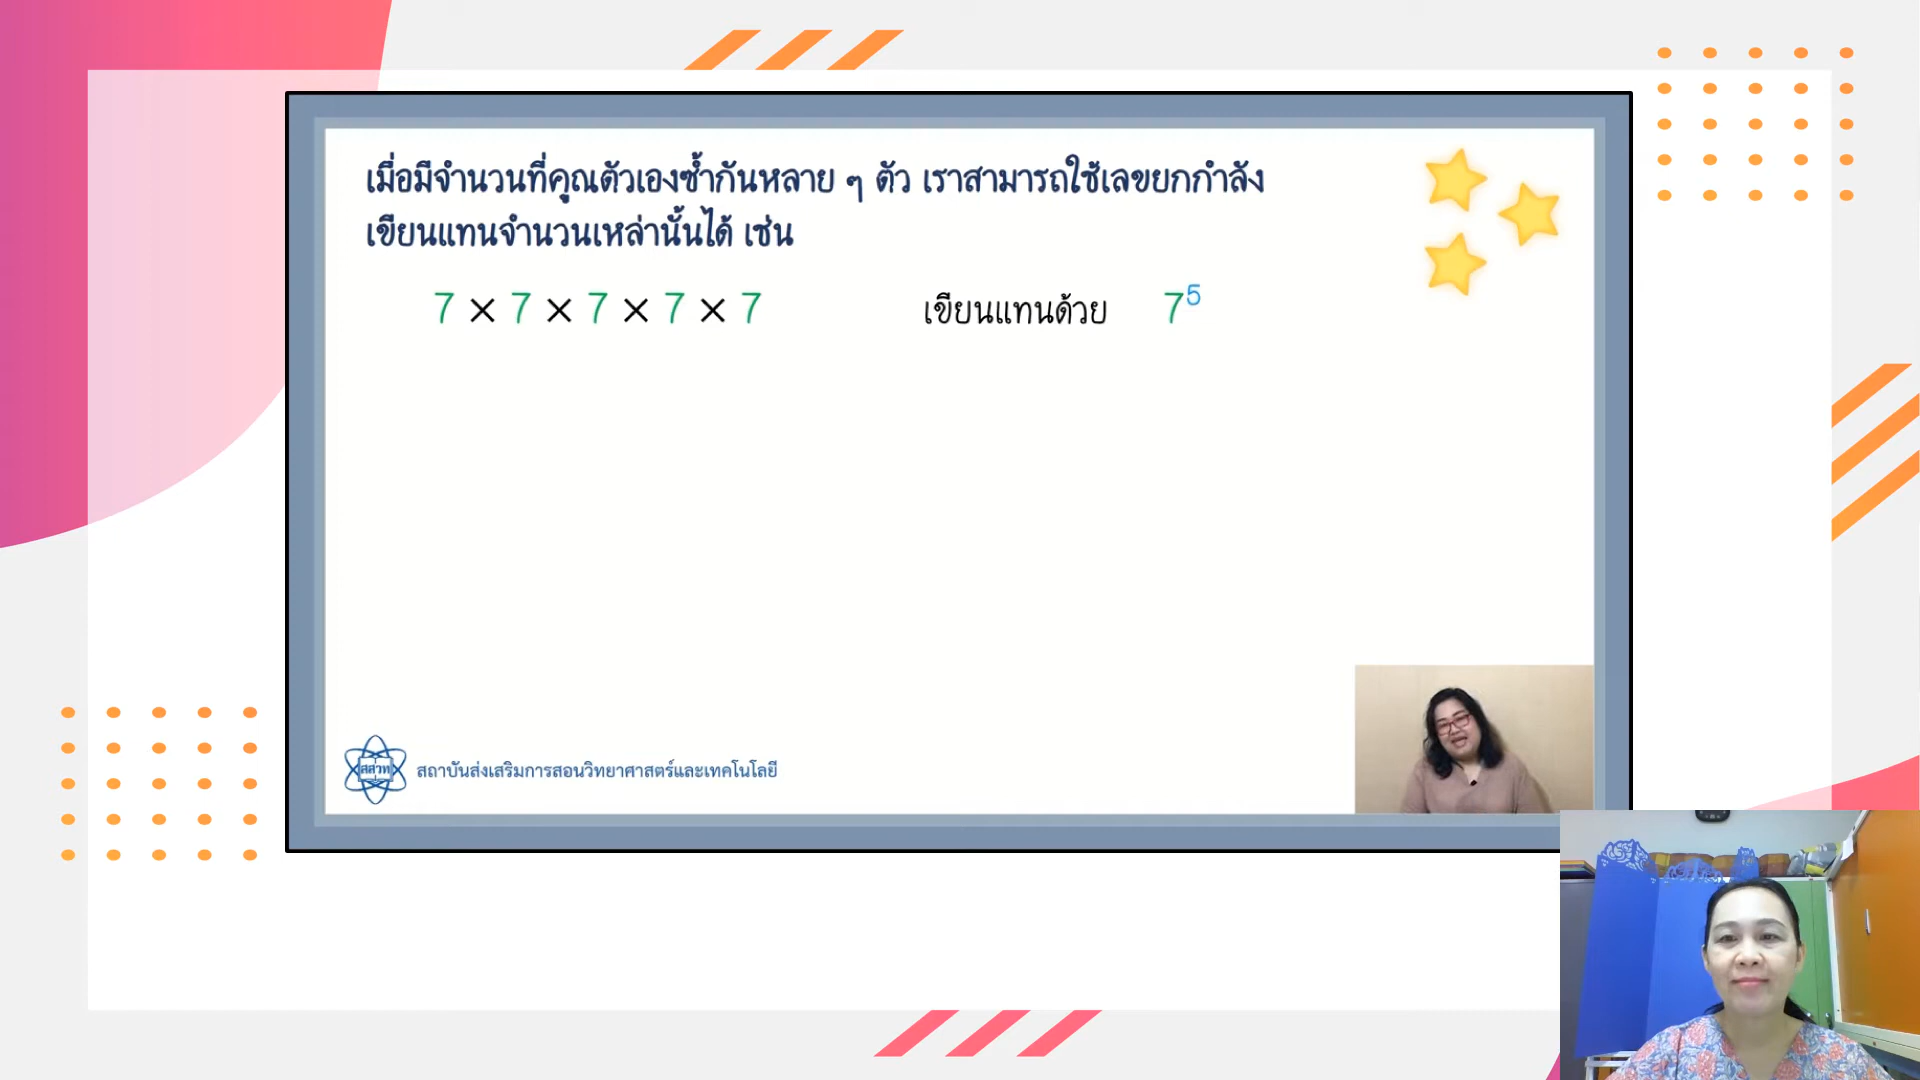 เมื่อมีจำนวนที่คูณตัวเองซ้ำกันหลาย ๆ ตัว เราสามารถใช้เลขยกกำลัง
เขียนแทนจำนวนเหล่านั้นได้ เช่น
7 × 7 × 7 × 7 × 7 เขียนแทนด้วย 7⁵
สสวท สถาบันส่งเสริมการสอนวิทยาศาสตร์และเทคโนโลยี